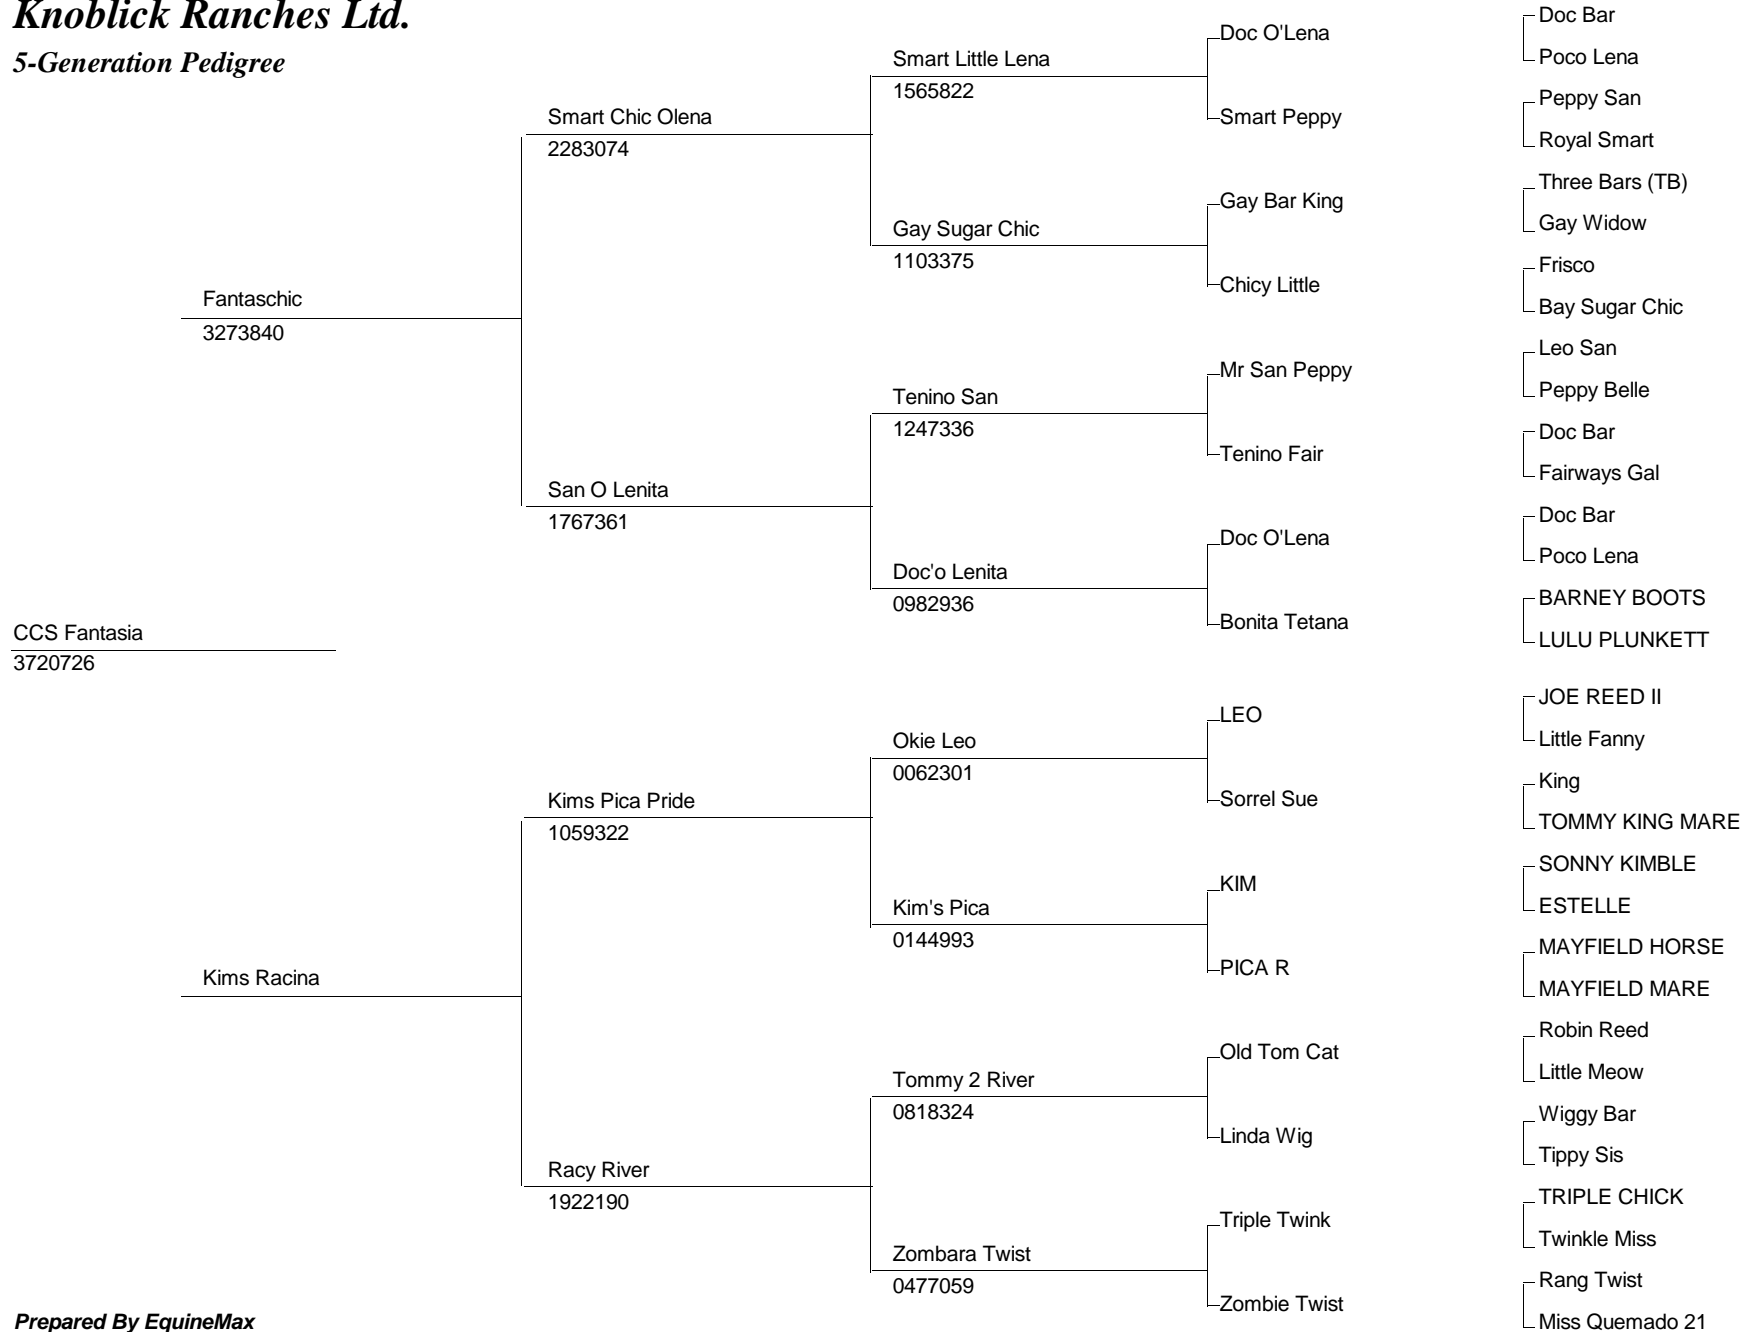 Knoblick Ranches Ltd.
5-Generation Pedigree
CCS Fantasia
3720726
Fantaschic
3273840
Kims Racina
Smart Chic Olena
2283074
San O Lenita
1767361
Kims Pica Pride
1059322
Racy River
1922190
Smart Little Lena
1565822
Gay Sugar Chic
1103375
Tenino San
1247336
Doc'o Lenita
0982936
Okie Leo
0062301
Kim's Pica
0144993
Tommy 2 River
0818324
Zombara Twist
0477059
Doc O'Lena
Smart Peppy
Gay Bar King
Chicy Little
Mr San Peppy
Tenino Fair
Doc O'Lena
Bonita Tetana
LEO
Sorrel Sue
KIM
PICA R
Old Tom Cat
Linda Wig
Triple Twink
Zombie Twist
Doc Bar
Poco Lena
Peppy San
Royal Smart
Three Bars (TB)
Gay Widow
Frisco
Bay Sugar Chic
Leo San
Peppy Belle
Doc Bar
Fairways Gal
Doc Bar
Poco Lena
BARNEY BOOTS
LULU PLUNKETT
JOE REED II
Little Fanny
King
TOMMY KING MARE
SONNY KIMBLE
ESTELLE
MAYFIELD HORSE
MAYFIELD MARE
Robin Reed
Little Meow
Wiggy Bar
Tippy Sis
TRIPLE CHICK
Twinkle Miss
Rang Twist
Miss Quemado 21
Prepared By EquineMax